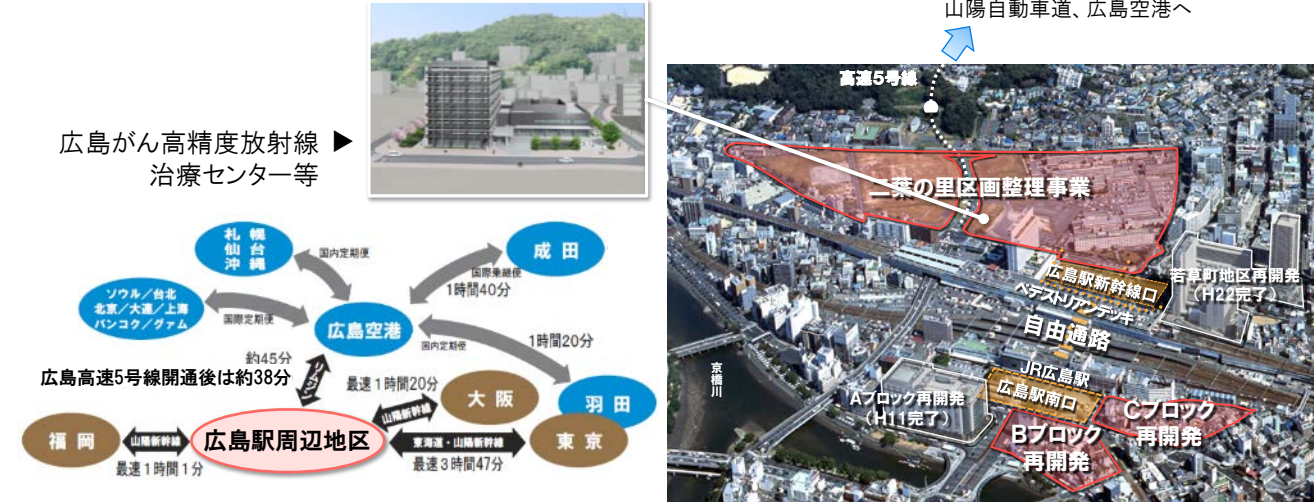 山陽自動車道、広島空港へ
広島がん高精度放射線 ▶
治療センター等
札幌
仙台
沖縄
国内定期便
成田
国際乗継便
1時間40分
ソウル／台北
北京／大連／上海
バンコク／グァム
国際定期便
広島空港
国内定期便
1時間20分
約45分
広島高速5号線開通後は約38分
リムジン
最速1時間20分
山陽新幹線
大阪
羽田
福岡
山陽新幹線
最速1時間1分
広島駅周辺地区
東海道・山陽新幹線
最速3時間47分
東京
高速5号線
二葉の里区画整理事業
広島駅新幹線口
ペデストリアンデッキ
若草町地区再開発
（H22完了）
自由通路
京橋川
JR広島駅
広島駅南口
Aブロック再開発
（H11完了）
Bブロック
再開発
Cブロック
再開発